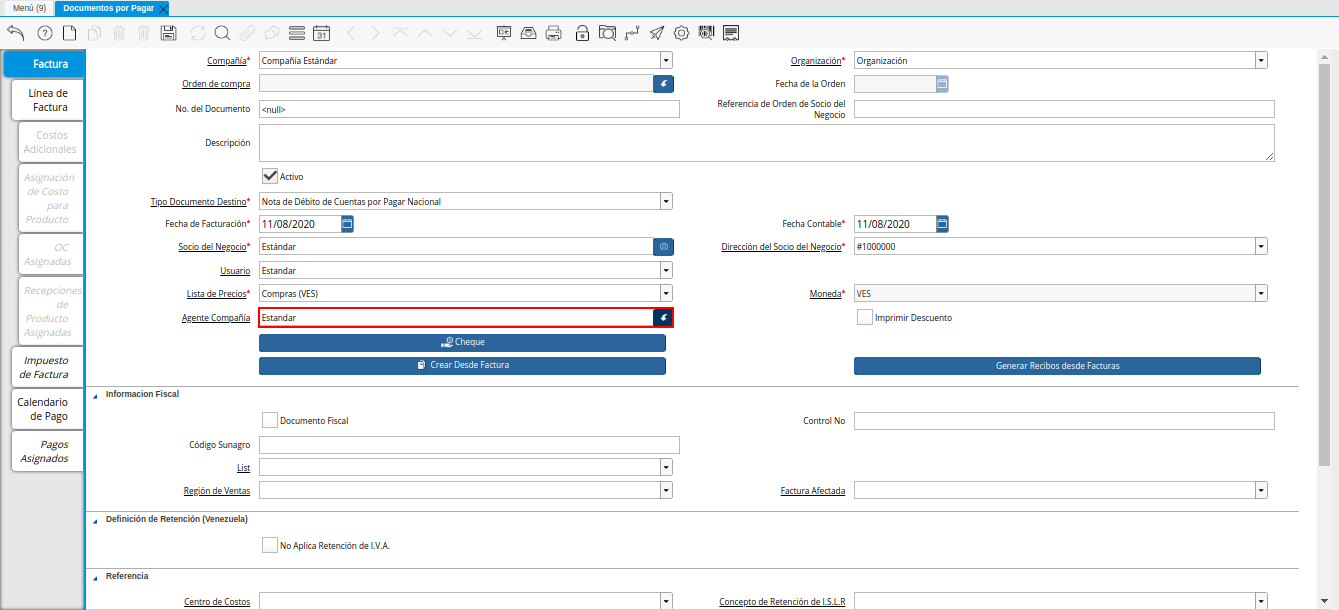 Menú (9)
Documentos por Pagar
31
Factura
Línea de
Factura
Costos
Adicionales
Asignación
de Costo
para
Producto
OC
Asignadas
Recepciones
de
Producto
Asignadas
Impuesto
de Factura
Calendario
de Pago
Pagos
Asignados
Compañía* Compañía Estándar
Organización* Organización
Orden de compra
Fecha de la Orden
No. del Documento <null>
Referencia de Orden de Socio del
Negocio
Descripción
Activo
Tipo Documento Destino* Nota de Débito de Cuentas por Pagar Nacional
Fecha de Facturación* 11/08/2020
Fecha Contable* 11/08/2020
Socio del Negocio* Estándar
Dirección del Socio del Negocio* #1000000
Usuario Estandar
Lista de Precios* Compras (VES)
Moneda* VES
Agente Compañía Estandar
Imprimir Descuento
Cheque
Crear Desde Factura
Generar Recibos desde Facturas
Informacion Fiscal
Documento Fiscal
Control No
Código Sunagro
List
Región de Ventas
Factura Afectada
Definición de Retención (Venezuela)
No Aplica Retención de I.V.A.
Referencia
Centro de Costos
Concepto de Retención de I.S.L.R